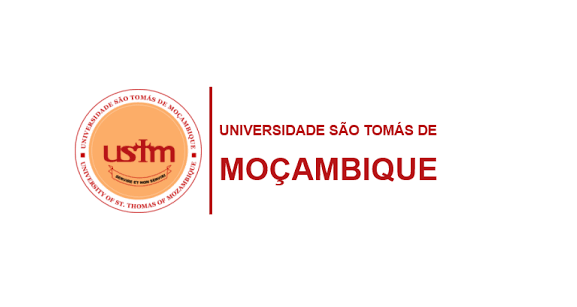 UNIVERSIDADE SÃO TOMÁS DE MOÇAMBIQUE
ustm
UNIVERSITY OF ST. THOMAS OF MOZAMBIQUE
UNIVERSIDADE SÃO TOMÁS DE
MOÇAMBIQUE